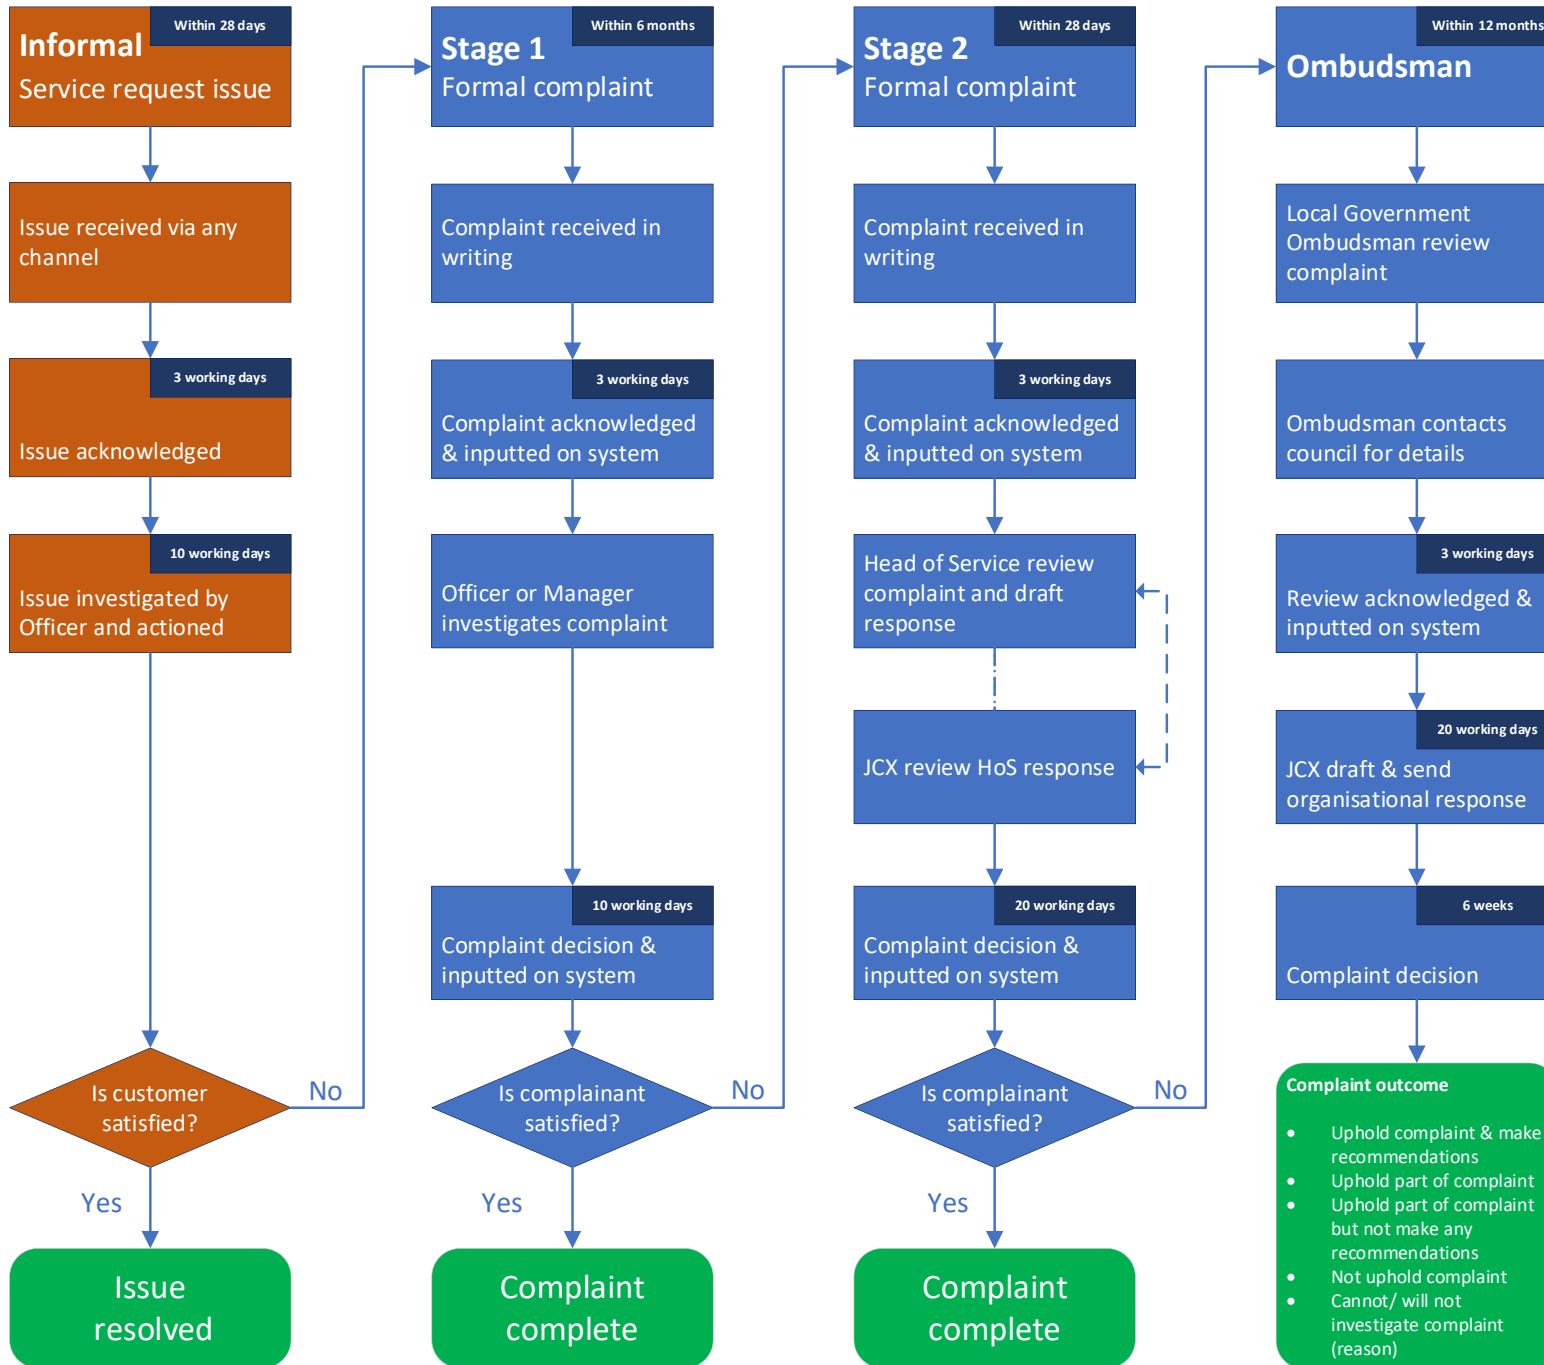 Informal
Within 28 days
Service request issue
Issue received via any
channel
3 working days
Issue acknowledged
10 working days
Issue investigated by
Officer and actioned
Is customer
satisfied?
No
Yes
Issue
resolved
Stage 1
Within 6 months
Formal complaint
Complaint received in
writing
3 working days
Complaint acknowledged
& inputted on system
Officer or Manager
investigates complaint
10 working days
Complaint decision &
inputted on system
Is complainant
satisfied?
No
Yes
Complaint
complete
Stage 2
Within 28 days
Formal complaint
Complaint received in
writing
3 working days
Complaint acknowledged
& inputted on system
Head of Service review
complaint and draft
response
JCX review HoS response
20 working days
Complaint decision &
inputted on system
Is complainant
satisfied?
No
Yes
Complaint
complete
Within 12 months
Ombudsman
Local Government
Ombudsman review
complaint
Ombudsman contacts
council for details
3 working days
Review acknowledged &
inputted on system
20 working days
JCX draft & send
organisational response
6 weeks
Complaint decision
Complaint outcome
• Uphold complaint & make
recommendations
• Uphold part of complaint
• Uphold part of complaint
but not make any
recommendations
• Not uphold complaint
• Cannot/ will not
investigate complaint
(reason)